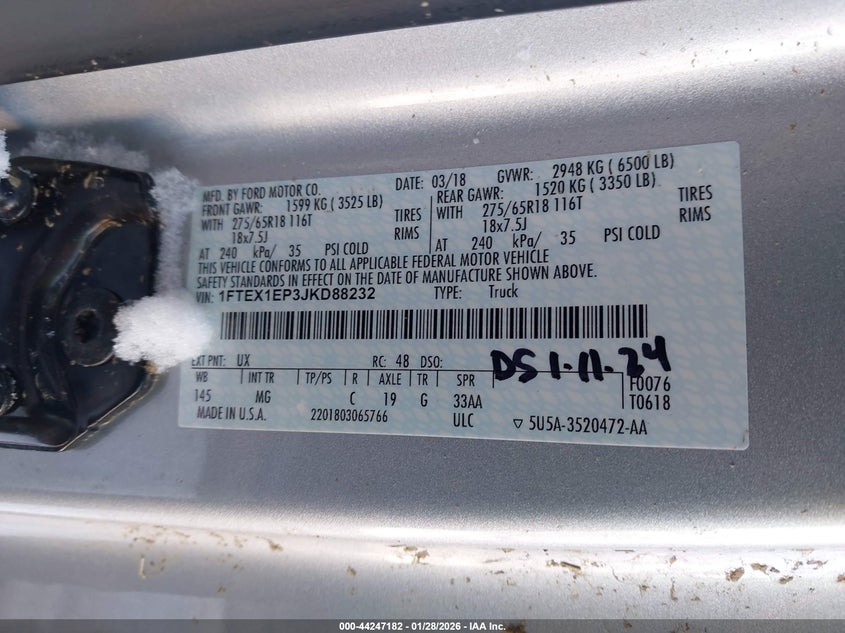 MFD. BY FORD MOTOR CO. DATE: 03/18 GVWR: 2948 KG ( 6500 LB)
FRONT GAWR: 1599 KG ( 3525 LB) REAR GAWR: 1520 KG ( 3350 LB)
WITH 275/65R18 116T TIRES WITH 275/65R18 116T TIRES
18x7.5J RIMS 18x7.5J RIMS
AT 240 kPa/ 35 PSI COLD AT 240 kPa/ 35 PSI COLD
THIS VEHICLE CONFORMS TO ALL APPLICABLE FEDERAL MOTOR VEHICLE
SAFETY STANDARDS IN EFFECT ON THE DATE OF MANUFACTURE SHOWN ABOVE.
VIN: 1FTEX1EP3JKD88232 TYPE: Truck
EXT PNT: UX RC: 48 DSO: DS 1.11.24
WB INT TR TP/PS R AXLE TR SPR F0076
145 MG C 19 G 33AA T0618
MADE IN U.S.A. 2201803065766 ULC ▽ 5U5A-3520472-AA
000-44247182 - 01/28/2026 - IAA Inc.